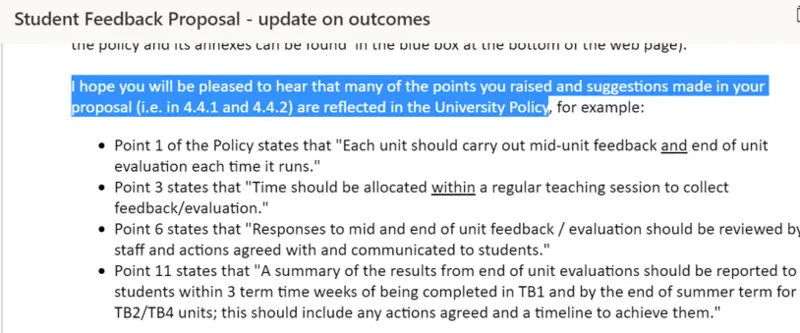 Student Feedback Proposal - update on outcomes
the policy and its annexes can be found in the blue box at the bottom of the web page).
I hope you will be pleased to hear that many of the points you raised and suggestions made in your
proposal (i.e. in 4.4.1 and 4.4.2) are reflected in the University Policy, for example:
• Point 1 of the Policy states that "Each unit should carry out mid-unit feedback and end of unit
evaluation each time it runs."
• Point 3 states that "Time should be allocated within a regular teaching session to collect
feedback/evaluation."
• Point 6 states that "Responses to mid and end of unit feedback / evaluation should be reviewed by
staff and actions agreed with and communicated to students."
• Point 11 states that "A summary of the results from end of unit evaluations should be reported to
students within 3 term time weeks of being completed in TB1 and by the end of summer term for
TB2/TB4 units; this should include any actions agreed and a timeline to achieve them."